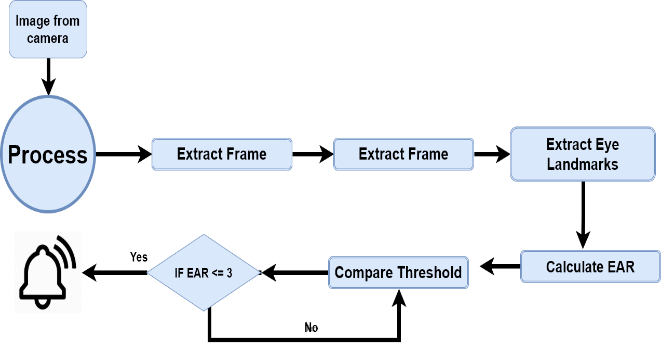 Image from
camera
Process
Extract Frame
Extract Frame
Extract Eye
Landmarks
Calculate EAR
Compare Threshold
IF EAR <= 3
Yes
No